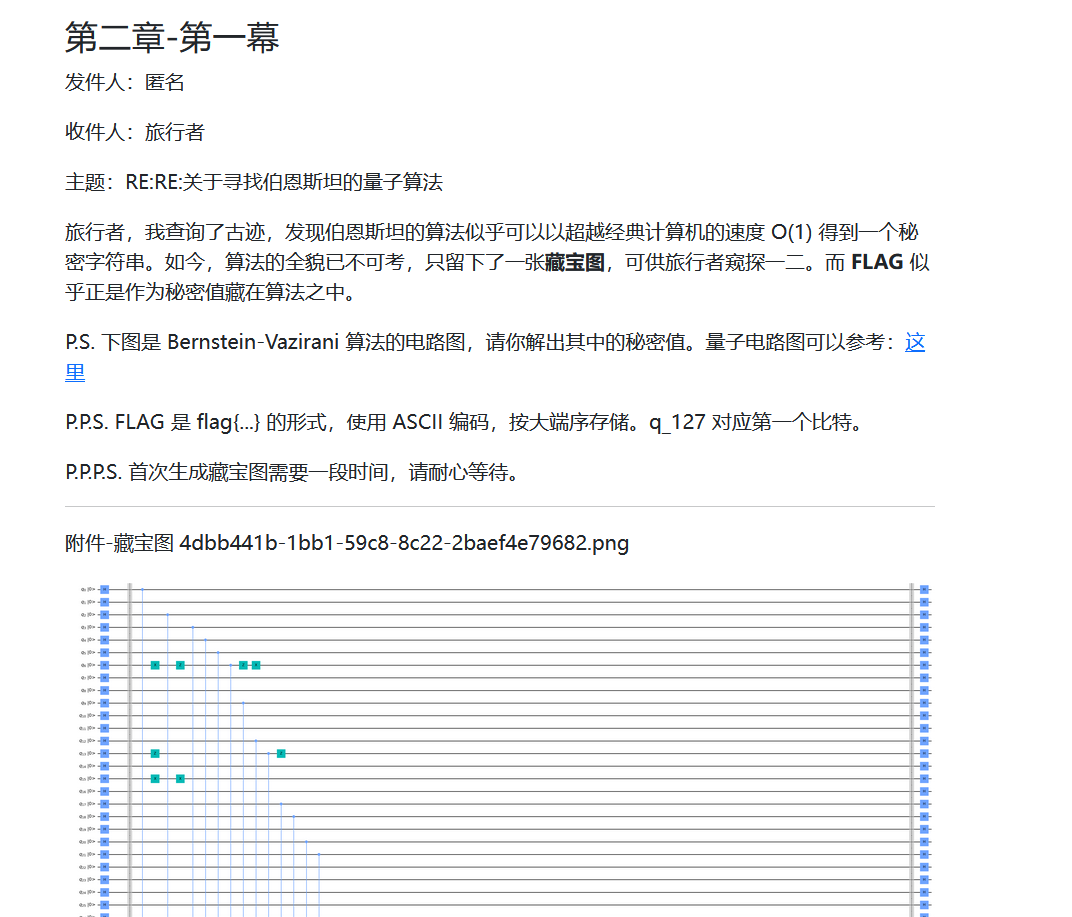 第二章-第一幕
发件人：匿名
收件人：旅行者
主题：RE:RE:关于寻找伯恩斯坦的量子算法
旅行者，我查询了古迹，发现伯恩斯坦的算法似乎可以以超越经典计算机的速度 O(1) 得到一个秘
密字符串。如今，算法的全貌已不可考，只留下了一张藏宝图，可供旅行者窥探一二。而 FLAG 似
乎正是作为秘密值藏在算法之中。
P.S. 下图是 Bernstein-Vazirani 算法的电路图，请你解出其中的秘密值。量子电路图可以参考：这
里
P.P.S. FLAG 是 flag{...} 的形式，使用 ASCII 编码，按大端序存储。q_127 对应第一个比特。
P.P.P.S. 首次生成藏宝图需要一段时间，请耐心等待。
附件-藏宝图 4dbb441b-1bb1-59c8-8c22-2baef4e79682.png